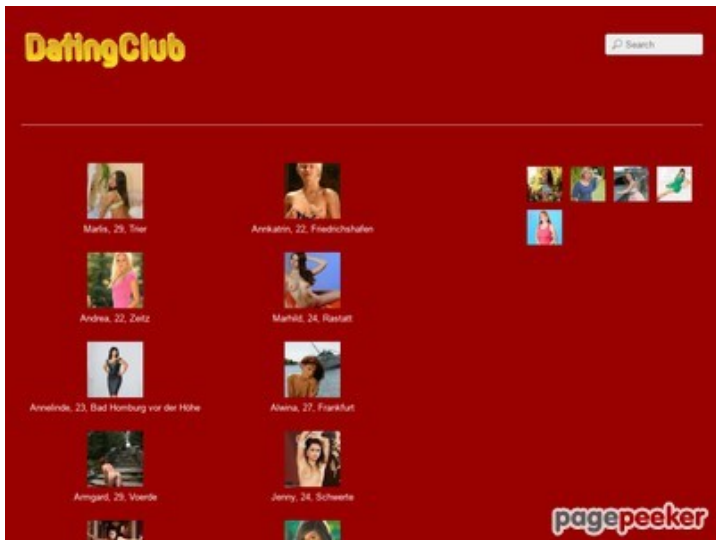 DatingClub
Search
Marlis, 29, Trier
Annkatrin, 22, Friedrichshafen
Andrea, 22, Zeitz
Marhild, 24, Rastatt
Annelinde, 23, Bad Homburg vor der Höhe
Alwina, 27, Frankfurt
Armgard, 29, Voerde
Jenny, 24, Schwerte
pagepeeker